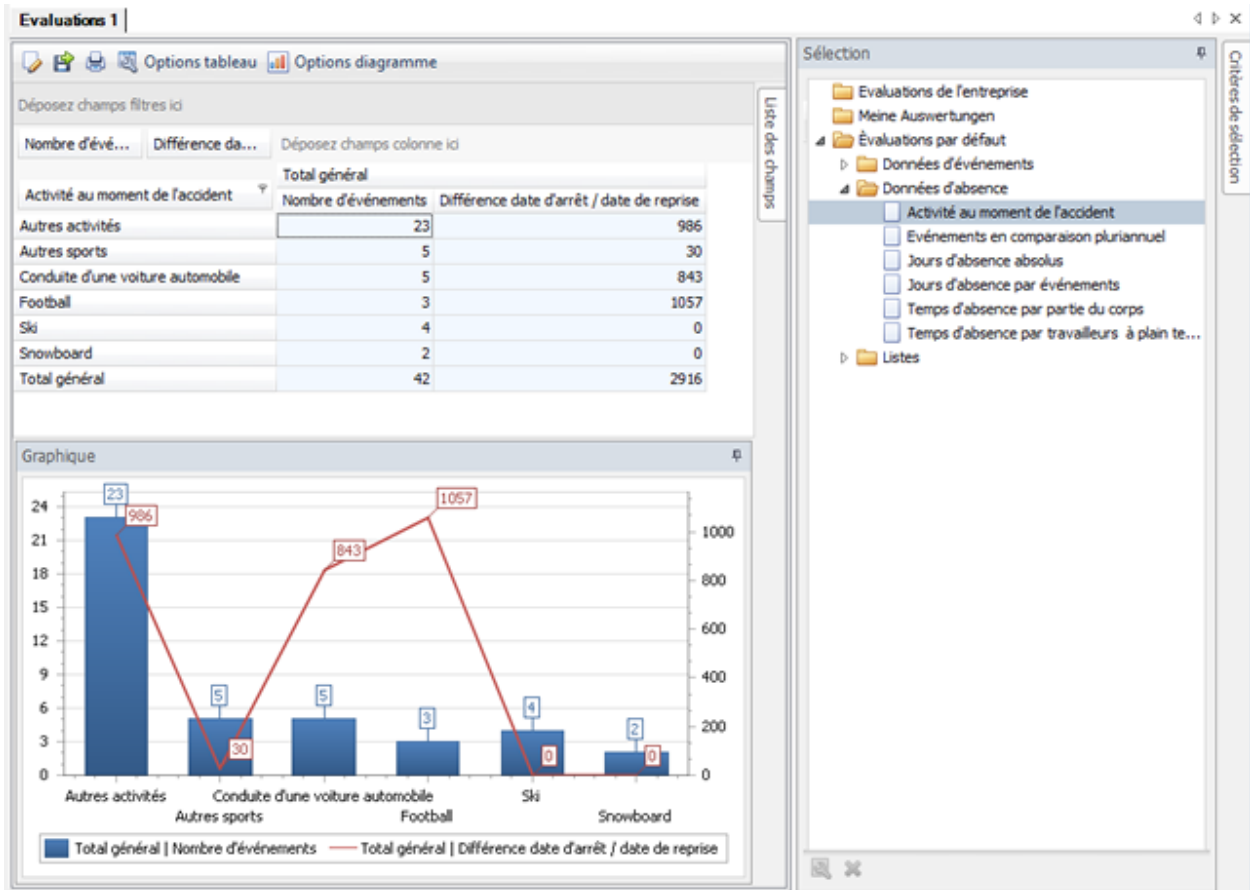 Evaluations 1
Options tableau Options diagramme
Déposez champs filtres ici
Nombre d'évé... Différence da... Déposez champs colonne ici
Total général
Activité au moment de l'accident Nombre d'événements Différence date d'arrêt / date de reprise
Autres activités 23 986
Autres sports 5 30
Conduite d'une voiture automobile 5 843
Football 3 1057
Ski 4 0
Snowboard 2 0
Total général 42 2916
Liste des champs
Graphique
24
21
18
15
12
9
6
3
0
23
986
5
30
5
843
3
1057
4
0
2
0
1000
800
600
400
200
0
Autres activités Conduite d'une voiture automobile Ski
Autres sports Football Snowboard
Total général | Nombre d'événements Total général | Différence date d'arrêt / date de reprise
Sélection
Evaluations de l'entreprise
Meine Auswertungen
Èvaluations par défaut
Données d'événements
Données d'absence
Activité au moment de l'accident
Evénements en comparaison pluriannuel
Jours d'absence absolus
Jours d'absence par événements
Temps d'absence par partie du corps
Temps d'absence par travailleurs à plain te...
Listes
Critères de sélection